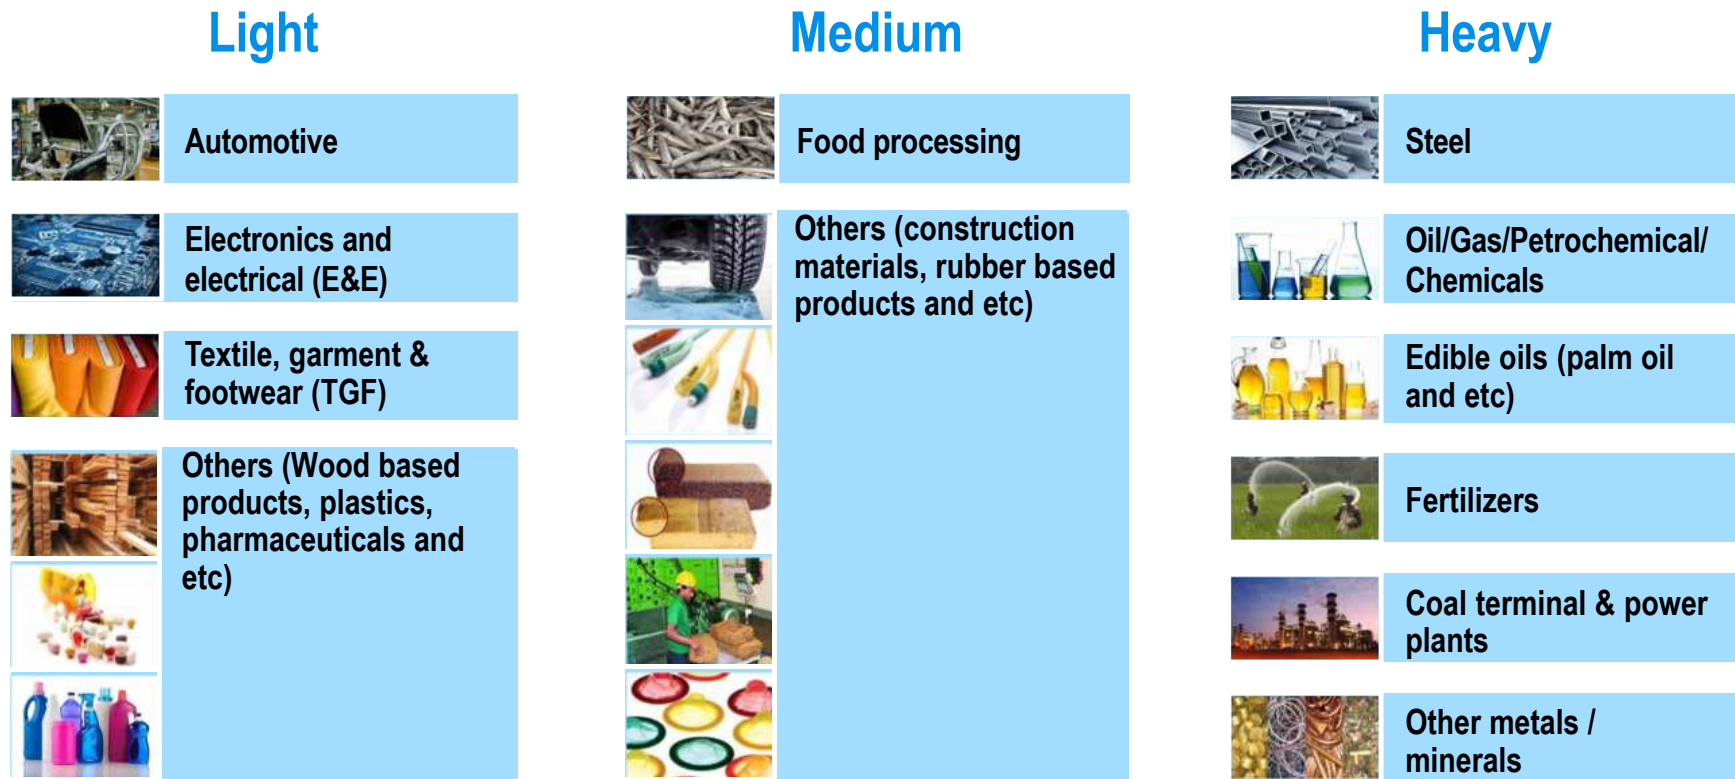 Light
Automotive
Electronics and
electrical (E&E)
Textile, garment &
footwear (TGF)
Others (Wood based
products, plastics,
pharmaceuticals and
etc)
Medium
Food processing
Others (construction
materials, rubber based
products and etc)
Heavy
Steel
Oil/Gas/Petrochemical/
Chemicals
Edible oils (palm oil
and etc)
Fertilizers
Coal terminal & power
plants
Other metals /
minerals